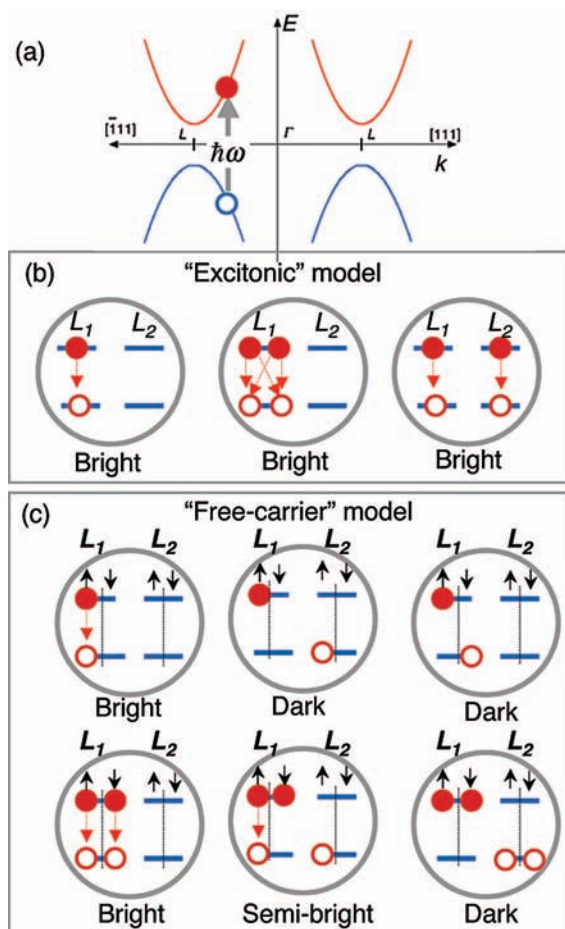 (a)
E
[1̅11]
L
Γ
L
[111]
ħω
k
(b) "Excitonic" model
L₁ L₂ L₁ L₂ L₁ L₂
Bright Bright Bright
(c) "Free-carrier" model
L₁ L₂ L₁ L₂ L₁ L₂
Bright Dark Dark
L₁ L₂ L₁ L₂ L₁ L₂
Bright Semi-bright Dark